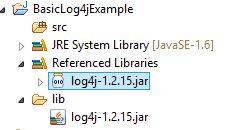 BasicLog4jExample
src
JRE System Library [JavaSE-1.6]
Referenced Libraries
log4j-1.2.15.jar
lib
log4j-1.2.15.jar